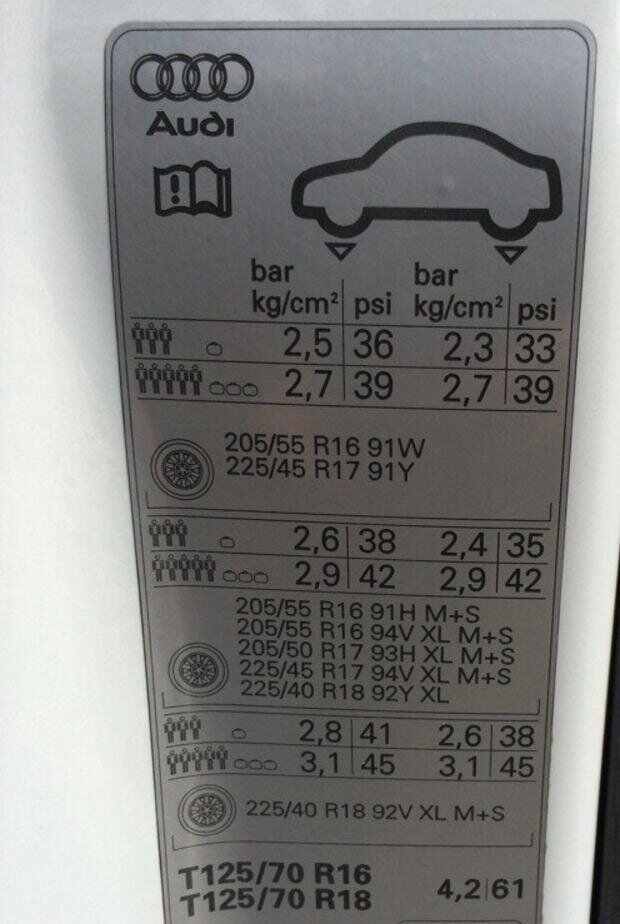 Audi
bar bar
kg/cm² psi kg/cm² psi
2,5 36 2,3 33
2,7 39 2,7 39
205/55 R16 91W
225/45 R17 91Y
2,6 38 2,4 35
2,9 42 2,9 42
205/55 R16 91H M+S
205/55 R16 94V XL M+S
205/50 R17 93H XL M+S
225/45 R17 94V XL M+S
225/40 R18 92Y XL
2,8 41 2,6 38
3,1 45 3,1 45
225/40 R18 92V XL M+S
T125/70 R16
T125/70 R18 4,2 61